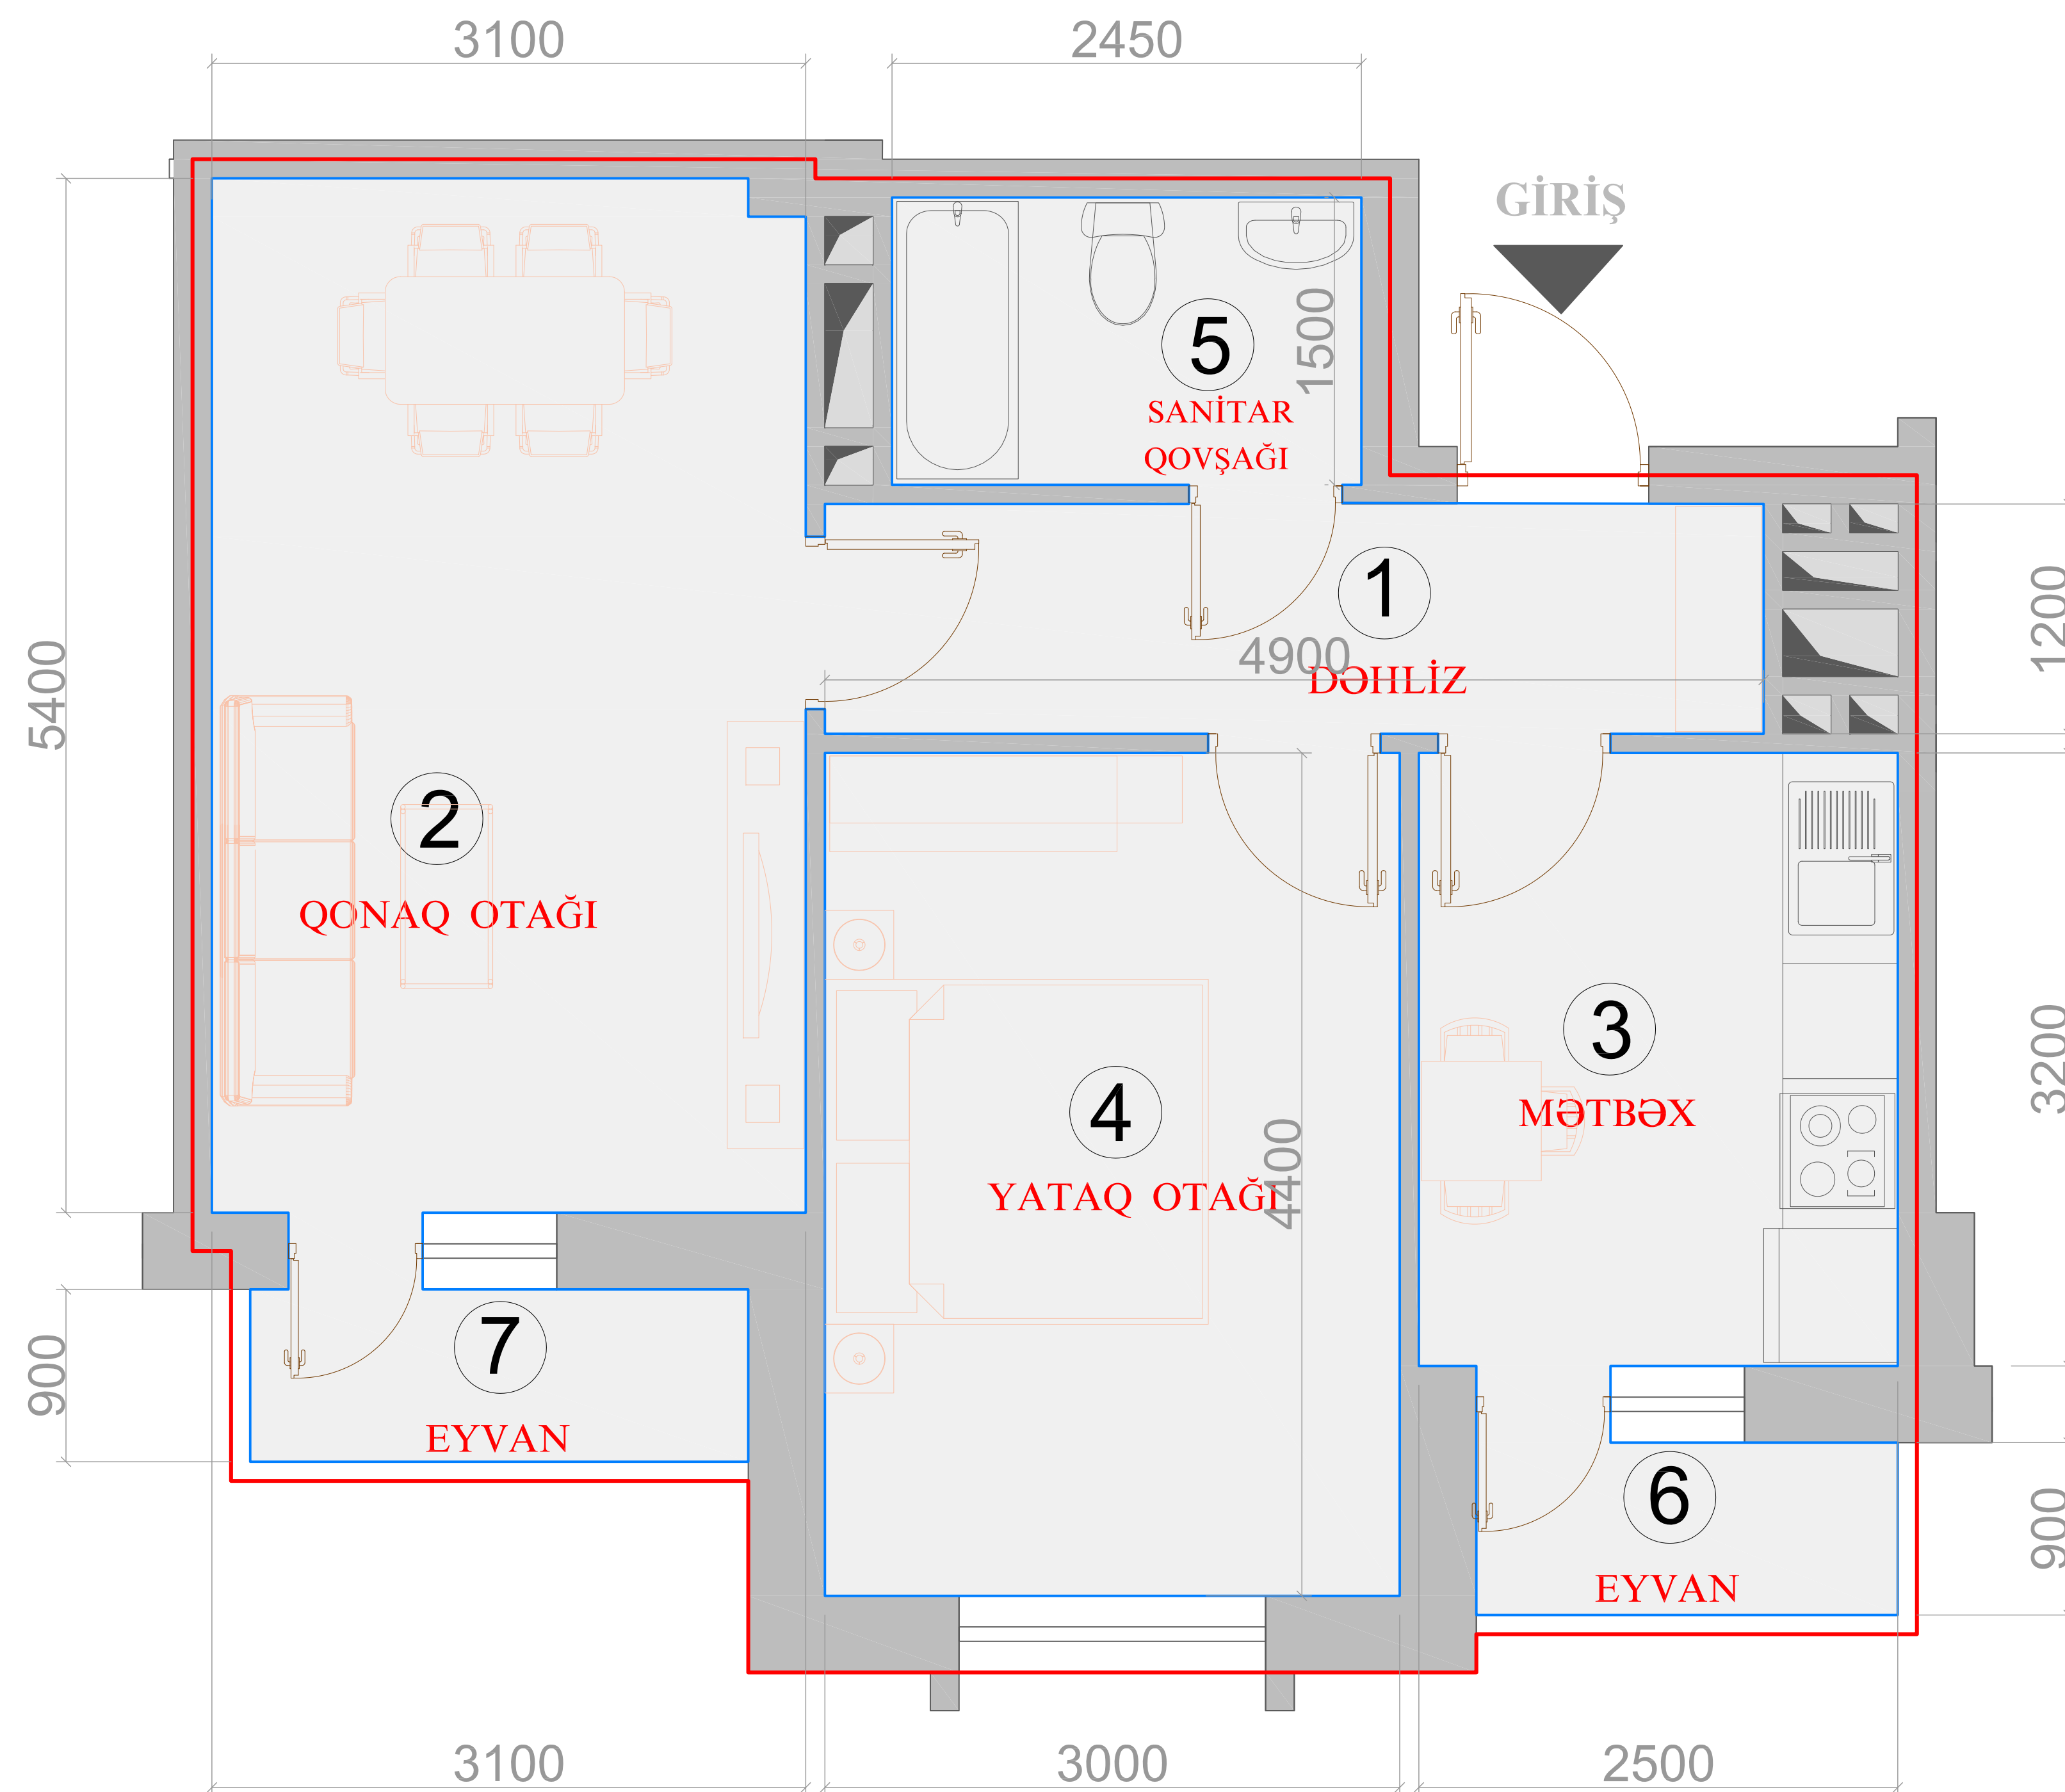 3100
2450
GİRİŞ
1500
5
SANİTAR
QOVŞAĞI
1
1200
4900
DƏHLİZ
5400
2
QONAQ OTAĞI
3
MƏTBƏX
3200
4
YATAQ OTAĞI
4400
7
900
EYVAN
6
900
EYVAN
3100
3000
2500